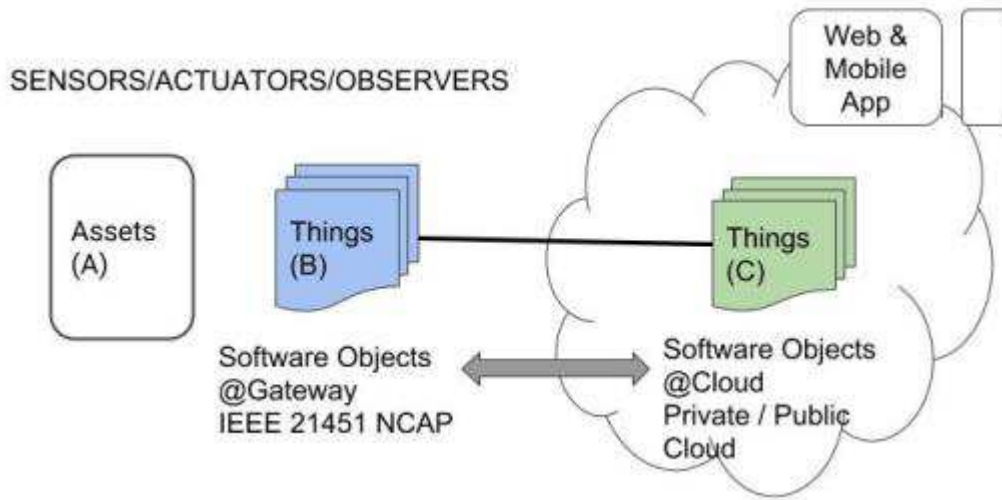 Web &
Mobile
App
SENSORS/ACTUATORS/OBSERVERS
Assets
(A)
Things
(B)
Things
(C)
Software Objects
@Gateway
IEEE 21451 NCAP
Software Objects
@Cloud
Private / Public
Cloud